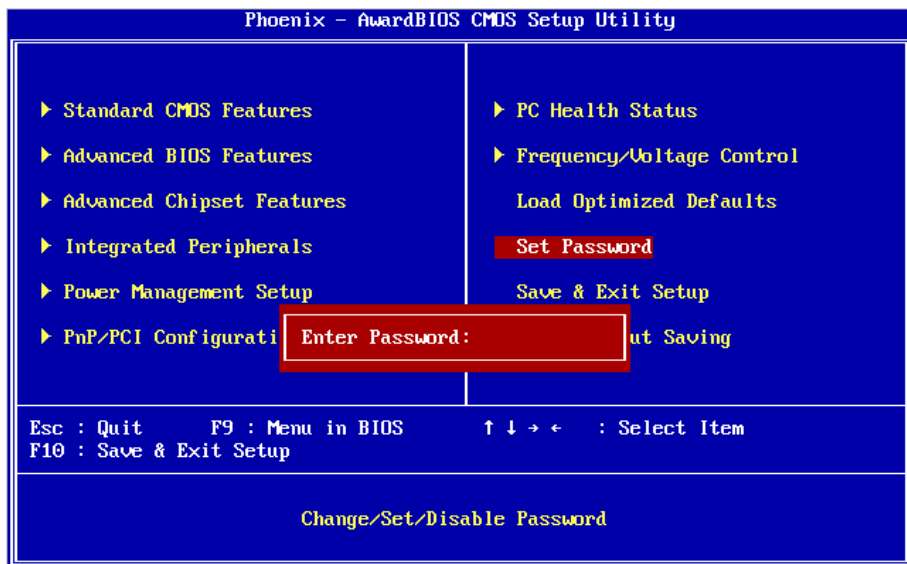 Phoenix - AwardBIOS CMOS Setup Utility
Standard CMOS Features
Advanced BIOS Features
Advanced Chipset Features
Integrated Peripherals
Power Management Setup
PnP/PCI Configurati
PC Health Status
Frequency/Voltage Control
Load Optimized Defaults
Set Password
Save & Exit Setup
ut Saving
Enter Password:
Esc : Quit F9 : Menu in BIOS ↑ ↓ → ← : Select Item
F10 : Save & Exit Setup
Change/Set/Disable Password